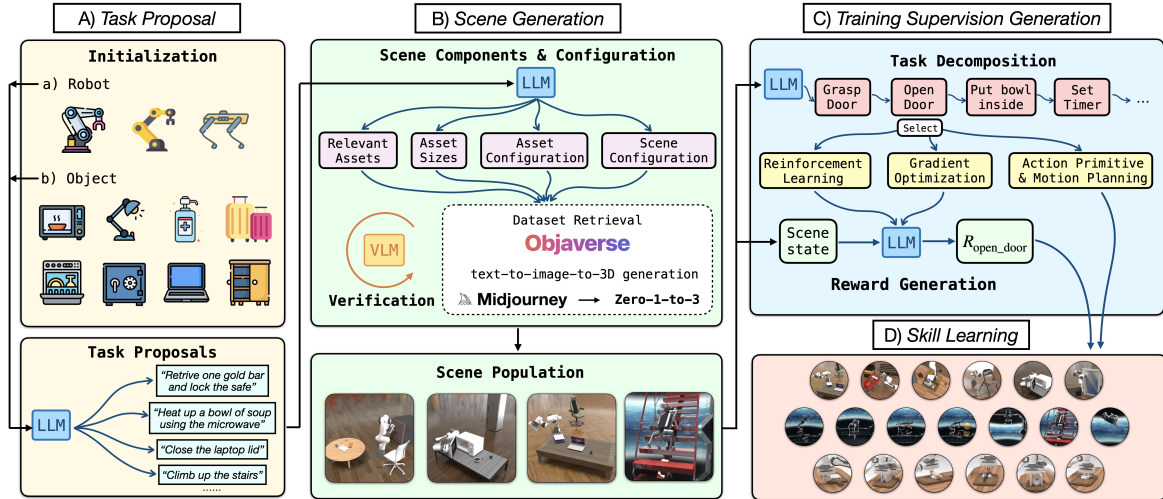 A) Task Proposal
Initialization
a) Robot
b) Object
Task Proposals
LLM
“Retrive one gold bar
and lock the safe”
“Heat up a bowl of soup
using the microwave”
“Close the laptop lid”
“Climb up the stairs”
......
B) Scene Generation
Scene Components & Configuration
LLM
Relevant
Assets
Asset
Sizes
Asset
Configuration
Scene
Configuration
VLM
Verification
Dataset Retrieval
Objaverse
text-to-image-to-3D generation
Midjourney
Zero-1-to-3
Scene Population
C) Training Supervision Generation
Task Decomposition
LLM
Grasp
Door
Open
Door
Put bowl
inside
Set
Timer
...
Select
Reinforcement
Learning
Gradient
Optimization
Action Primitive
& Motion Planning
Scene
state
LLM
R_open_door
Reward Generation
D) Skill Learning